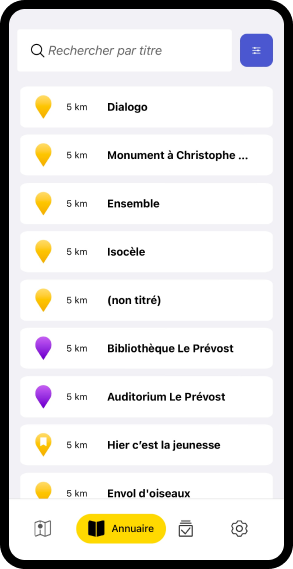 Rechercher par titre
5 km Dialogo
5 km Monument à Christophe ...
5 km Ensemble
5 km Isocèle
5 km (non titré)
5 km Bibliothèque Le Prévost
5 km Auditorium Le Prévost
5 km Hier c'est la jeunesse
5 km Envol d'oiseaux
Annuaire